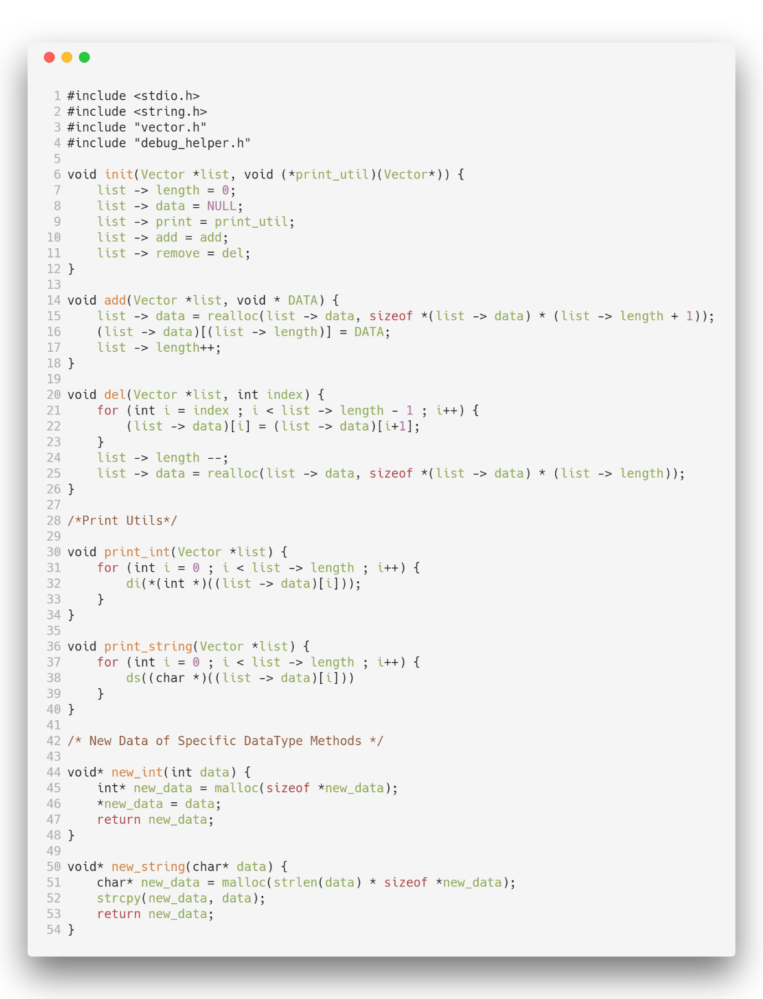 1 #include <stdio.h>
2 #include <string.h>
3 #include "vector.h"
4 #include "debug_helper.h"
5
6 void init(Vector *list, void (*print_util)(Vector*)) {
7     list -> length = 0;
8     list -> data = NULL;
9     list -> print = print_util;
10     list -> add = add;
11     list -> remove = del;
12 }
13
14 void add(Vector *list, void * DATA) {
15     list -> data = realloc(list -> data, sizeof *(list -> data) * (list -> length + 1));
16     (list -> data)[(list -> length)] = DATA;
17     list -> length++;
18 }
19
20 void del(Vector *list, int index) {
21     for (int i = index ; i < list -> length - 1 ; i++) {
22         (list -> data)[i] = (list -> data)[i+1];
23     }
24     list -> length --;
25     list -> data = realloc(list -> data, sizeof *(list -> data) * (list -> length));
26 }
27
28 /*Print Utils*/
29
30 void print_int(Vector *list) {
31     for (int i = 0 ; i < list -> length ; i++) {
32         di(*(int *)((list -> data)[i]));
33     }
34 }
35
36 void print_string(Vector *list) {
37     for (int i = 0 ; i < list -> length ; i++) {
38         ds((char *)((list -> data)[i]))
39     }
40 }
41
42 /* New Data of Specific DataType Methods */
43
44 void* new_int(int data) {
45     int* new_data = malloc(sizeof *new_data);
46     *new_data = data;
47     return new_data;
48 }
49
50 void* new_string(char* data) {
51     char* new_data = malloc(strlen(data) * sizeof *new_data);
52     strcpy(new_data, data);
53     return new_data;
54 }